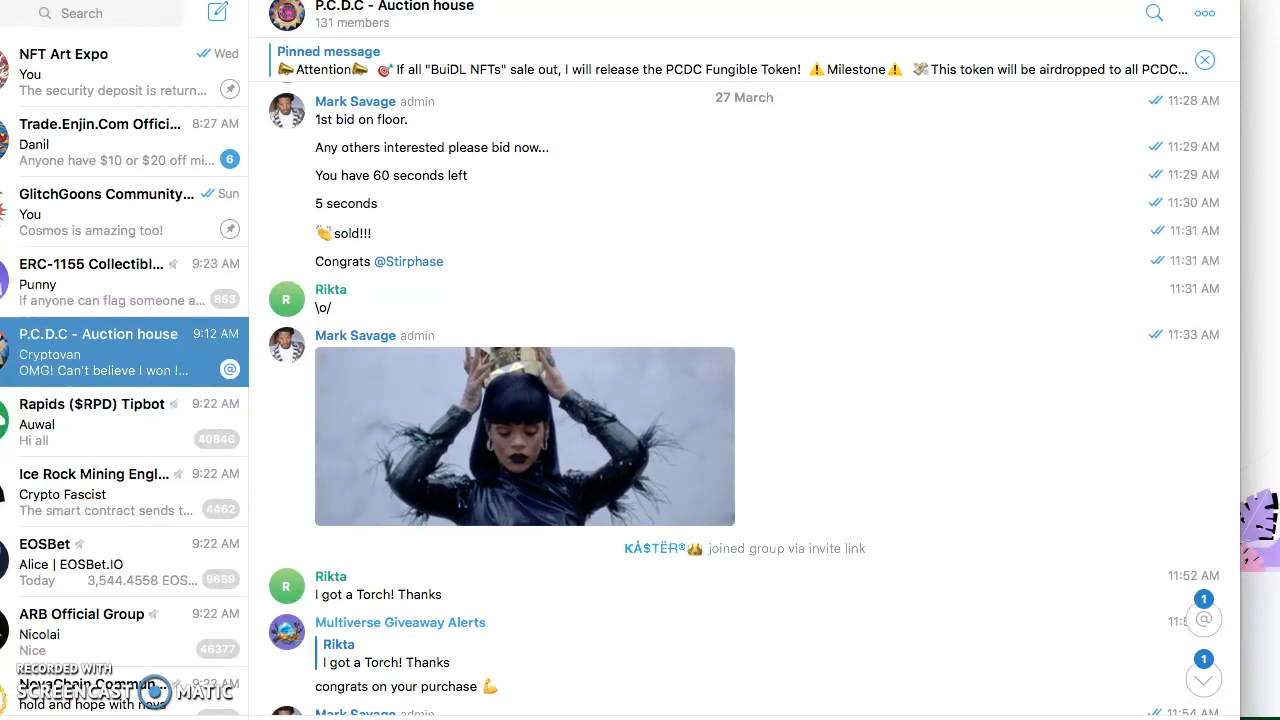 Search
NFT Art Expo
Wed
You
The security deposit is return...
Trade.Enjin.Com Offici...
8:27 AM
Danil
Anyone have $10 or $20 off mi...
6
GlitchGoons Community...
Sun
You
Cosmos is amazing too!
ERC-1155 Collectibl...
9:23 AM
Punny
If anyone can flag someone a...
853
P.C.D.C - Auction house
9:12 AM
Cryptovan
OMG! Can't believe I won !...
@
Rapids ($RPD) Tipbot
9:22 AM
Auwal
Hi all
40846
Ice Rock Mining Engl...
9:22 AM
Crypto Fascist
The smart contract sends t...
4462
EOSBet
9:22 AM
Alice | EOSBet.IO
Today 3,544.4558 EOS...
9659
ARB Official Group
9:22 AM
Nicolai
Nice
46377
NovaChain Commun...
9:22 AM
hold and hope with nova
RECORDED WITH
SCREENCAST MATIC
P.C.D.C - Auction house
131 members
Pinned message
📣Attention📣 🎯If all "BuiDL NFTs" sale out, I will release the PCDC Fungible Token! ⚠️Milestone⚠️ 💸This token will be airdropped to all PCDC...
27 March
Mark Savage admin
11:28 AM
1st bid on floor.
Any others interested please bid now...
11:29 AM
You have 60 seconds left
11:29 AM
5 seconds
11:30 AM
👏 sold!!!
11:31 AM
Congrats @Stirphase
11:31 AM
Rikta
11:31 AM
R
\o/
Mark Savage admin
11:33 AM
KÅ$TËR®👑 joined group via invite link
Rikta
11:52 AM
R
I got a Torch! Thanks
1
@
Multiverse Giveaway Alerts
Rikta
I got a Torch! Thanks
1
congrats on your purchase 💪
Mark Savage admin
11:54 AM